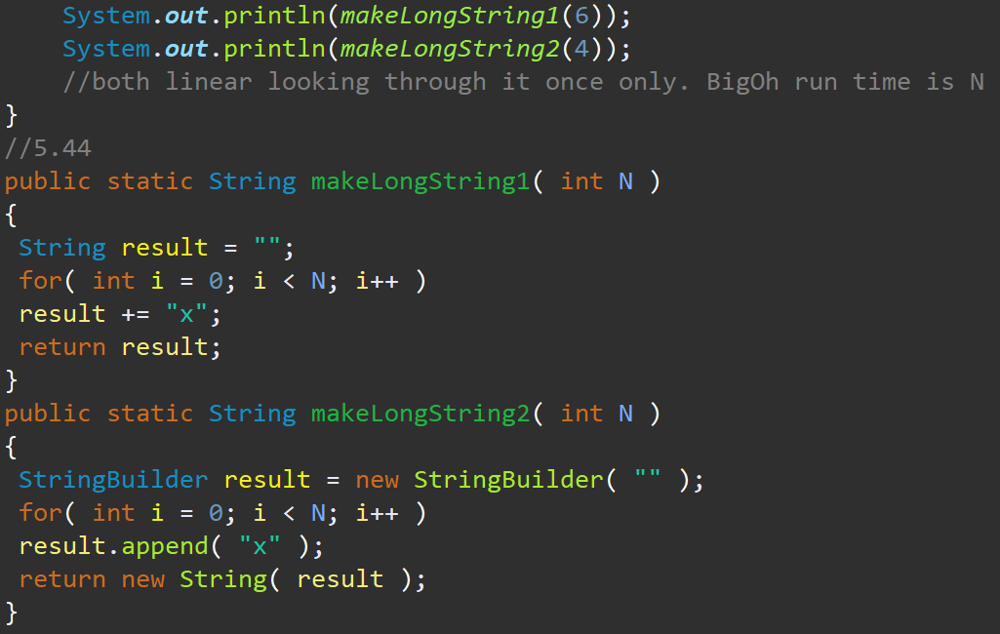 System.out.println(makeLongString1(6));
System.out.println(makeLongString2(4));
//both linear looking through it once only. BigOh run time is N
}
//5.44
public static String makeLongString1( int N )
{
String result = "";
for( int i = 0; i < N; i++ )
result += "x";
return result;
}
public static String makeLongString2( int N )
{
StringBuilder result = new StringBuilder( "" );
for( int i = 0; i < N; i++ )
result.append( "x" );
return new String( result );
}